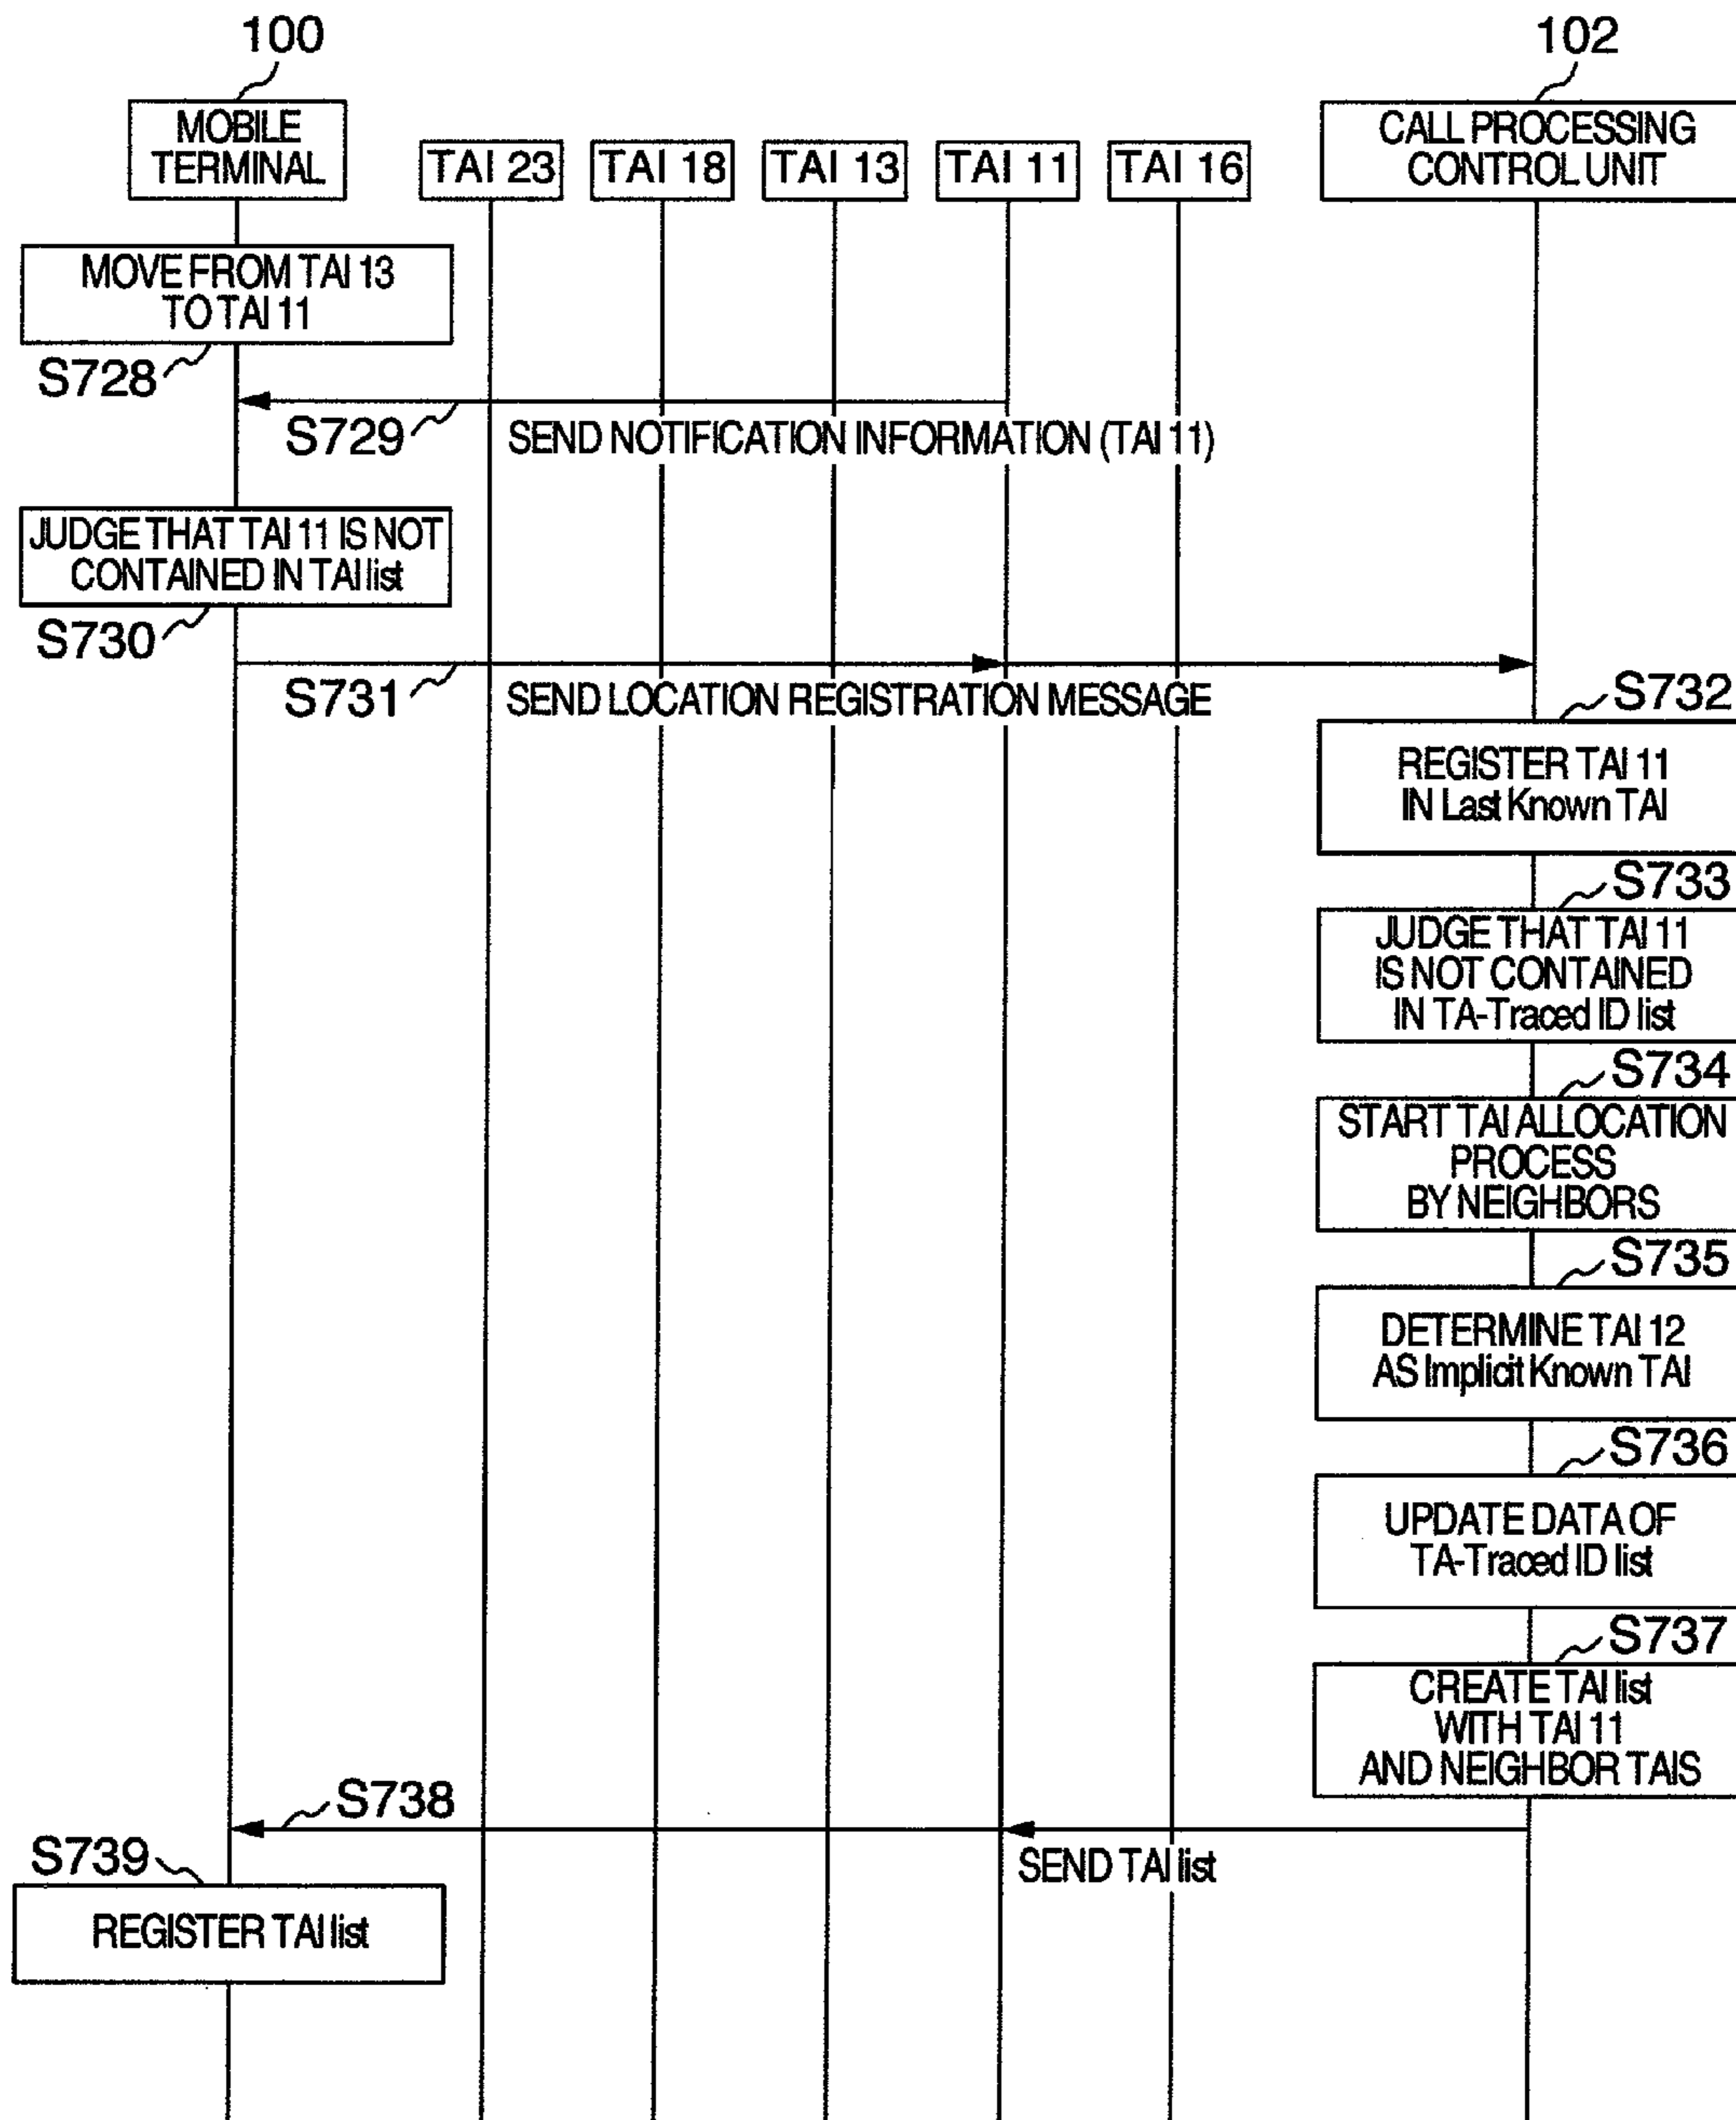 100
102
MOBILE
TERMINAL
TAI 23
TAI 18
TAI 13
TAI 11
TAI 16
CALL PROCESSING
CONTROL UNIT
MOVE FROM TAI 13
TO TAI 11
S728
S729
SEND NOTIFICATION INFORMATION (TAI 11)
JUDGE THAT TAI 11 IS NOT
CONTAINED IN TAI list
S730
S731
SEND LOCATION REGISTRATION MESSAGE
S732
REGISTER TAI 11
IN Last Known TAI
S733
JUDGE THAT TAI 11
IS NOT CONTAINED
IN TA-Traced ID list
S734
START TAI ALLOCATION
PROCESS
BY NEIGHBORS
S735
DETERMINE TAI 12
AS Implicit Known TAI
S736
UPDATE DATA OF
TA-Traced ID list
S737
CREATE TAI list
WITH TAI 11
AND NEIGHBOR TAIS
S738
SEND TAI list
S739
REGISTER TAI list